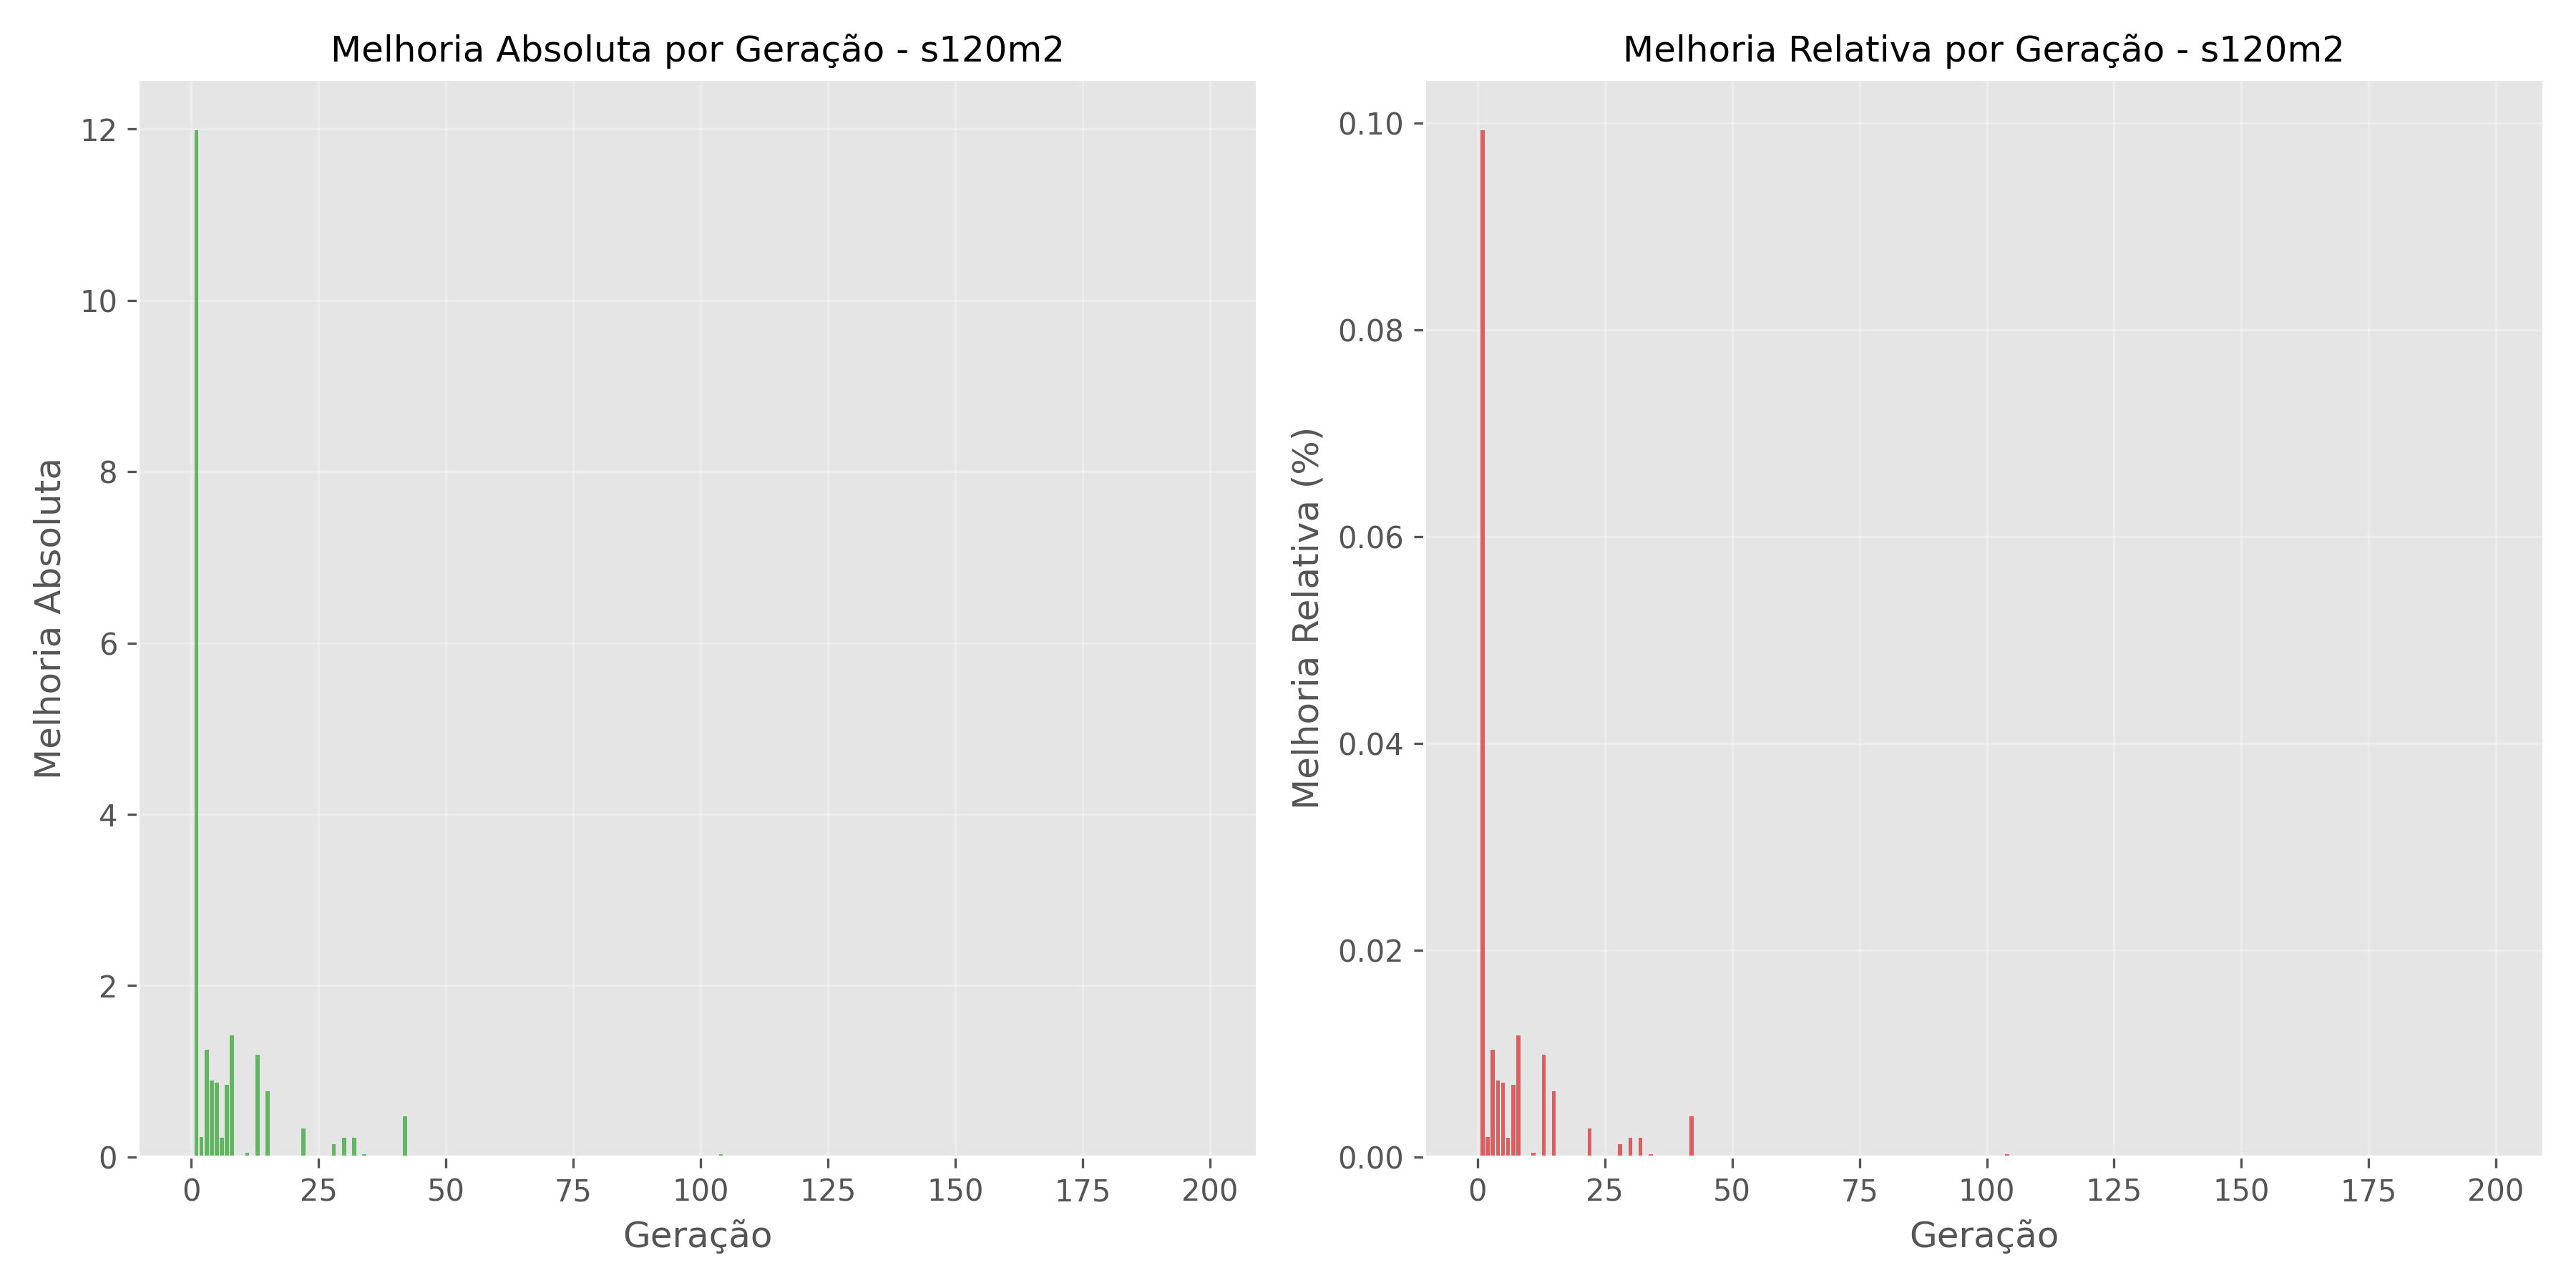 Melhoria Absoluta por Geração - s120m2
12
10
8
6
4
2
0
Melhoria Absoluta
0 25 50 75 100 125 150 175 200
Geração
Melhoria Relativa por Geração - s120m2
0.10
0.08
0.06
0.04
0.02
0.00
Melhoria Relativa (%)
0 25 50 75 100 125 150 175 200
Geração